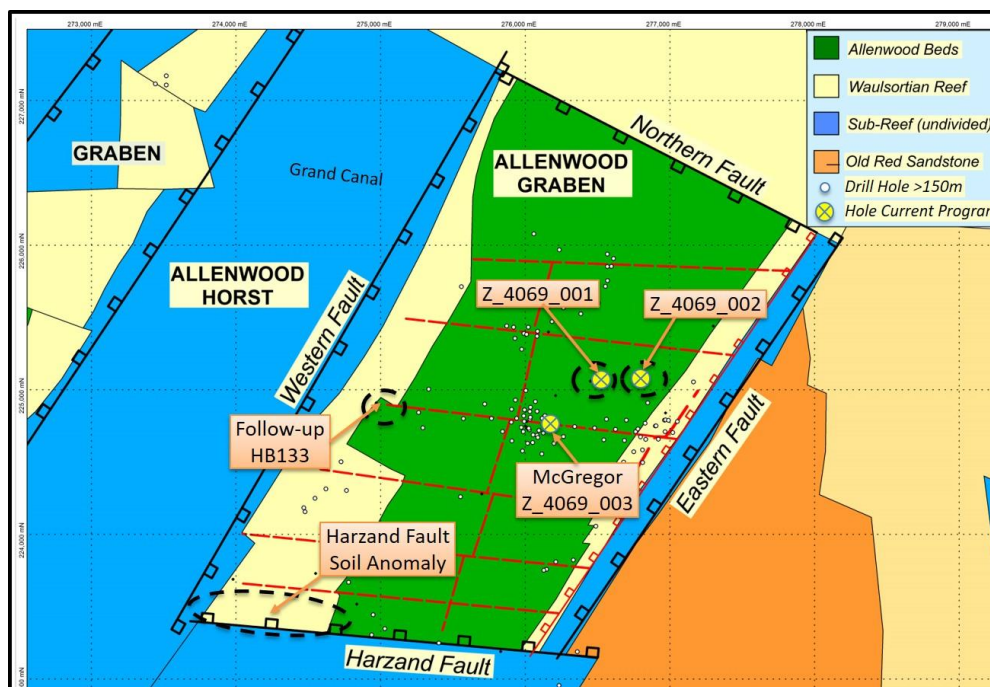 273,000 mE
274,000 mE
275,000 mE
276,000 mE
277,000 mE
278,000 mE
279,000 mE
227,000 mN
226,000 mN
225,000 mN
224,000 mN
Allenwood Beds
Waulsortian Reef
Sub-Reef (undivided)
Old Red Sandstone
Drill Hole >150m
Hole Current Program
GRABEN
Grand Canal
ALLENWOOD
GRABEN
Northern Fault
ALLENWOOD
HORST
Western Fault
Z_4069_001
Z_4069_002
Follow-up
HB133
McGregor
Z_4069_003
Eastern Fault
Harzand Fault
Soil Anomaly
Harzand Fault